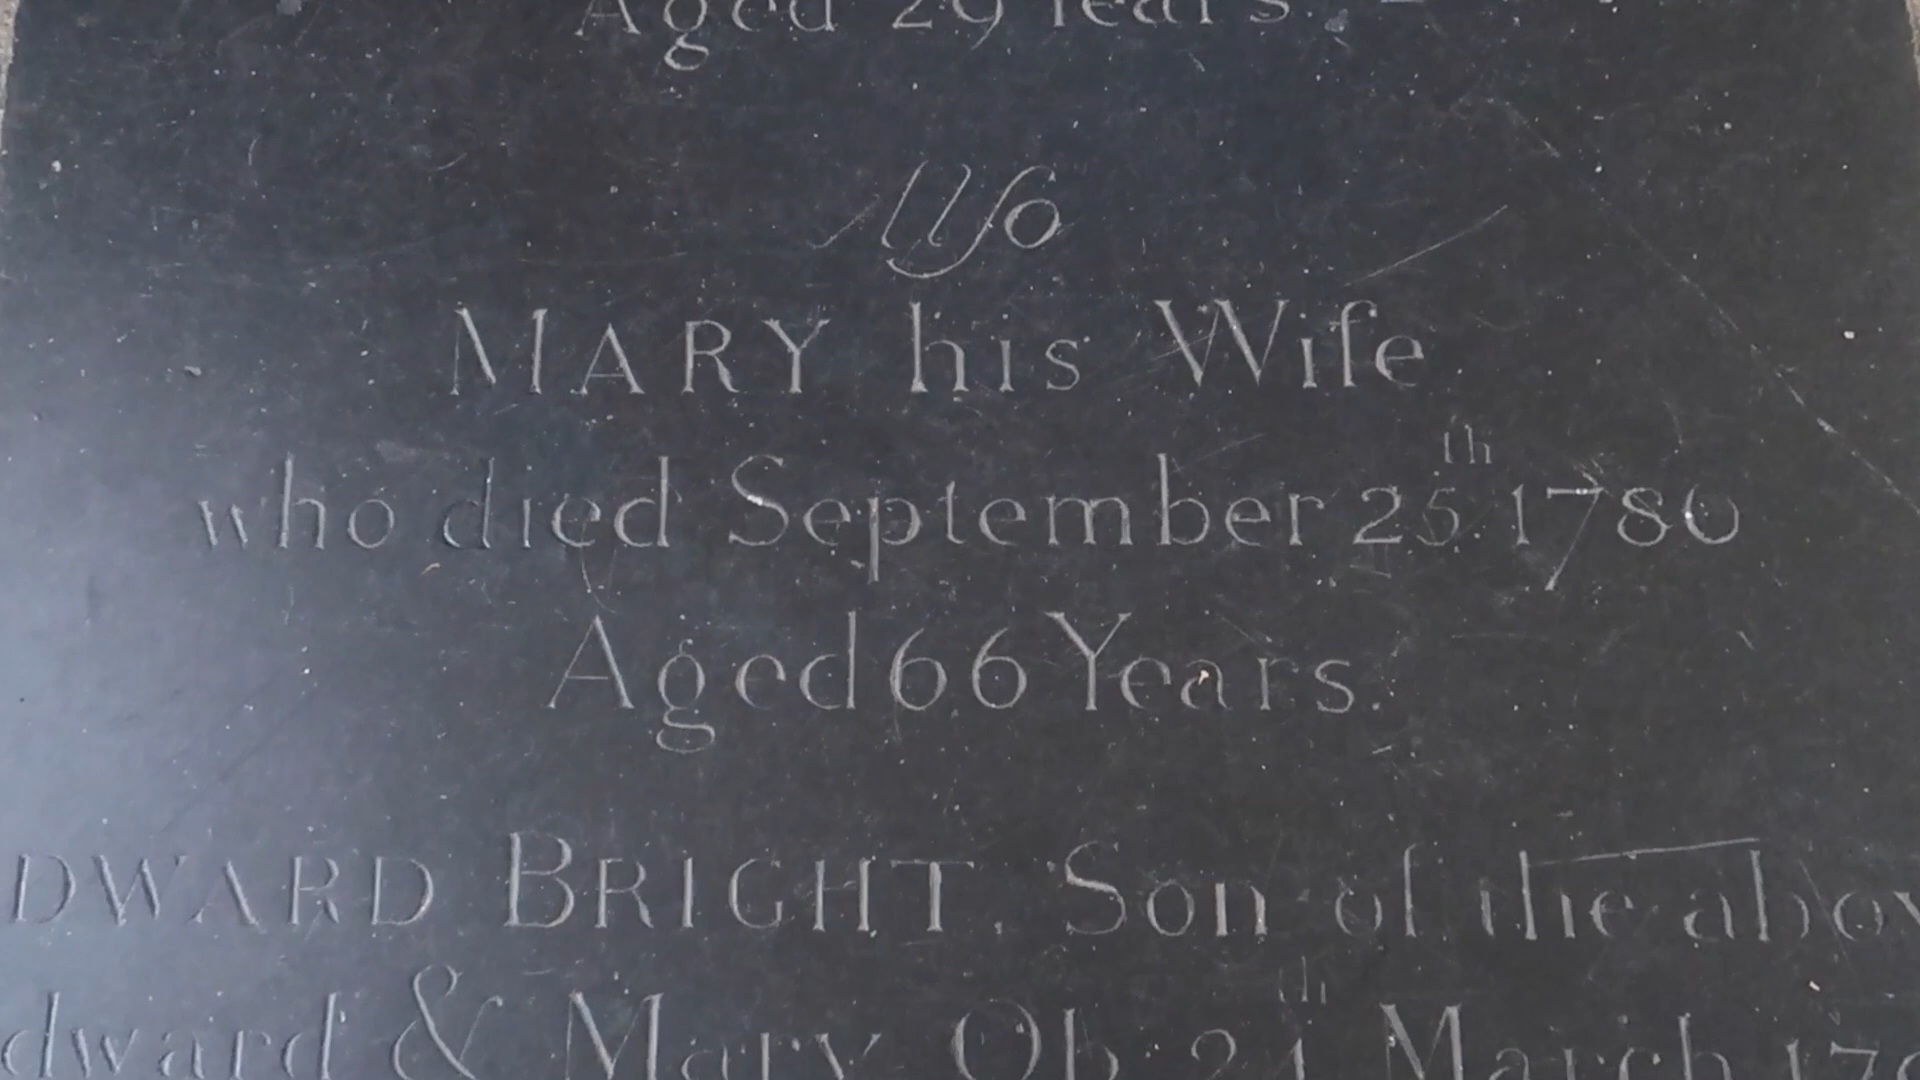 Aged 29 Years.
Also
MARY his Wife
who died September 25th 1780
Aged 66 Years.
DWARD BRIGHT. Son of the abov
dward & Mary Ob: March